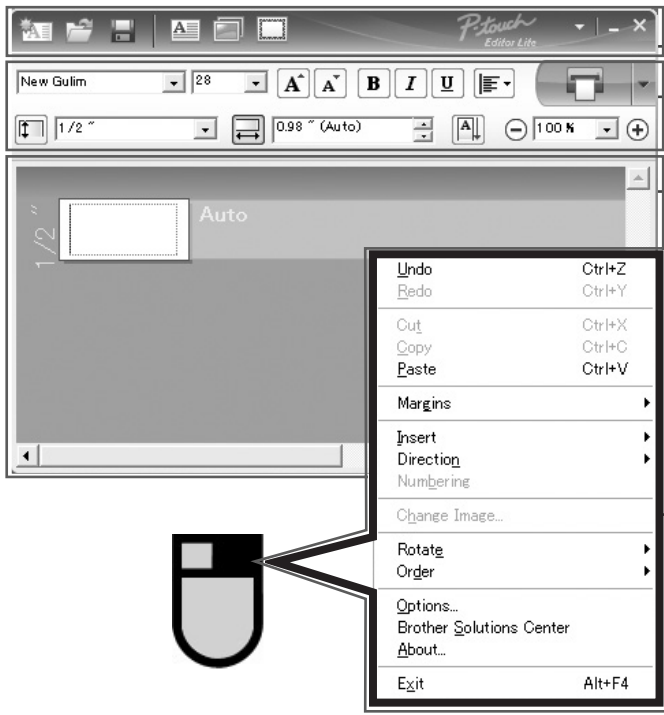 P-touch
Editor Lite
New Gulim 28 A A B I U
1/2 " 0.98 " (Auto) A 100 %
1/2 "
Auto
Undo Ctrl+Z
Redo Ctrl+Y
Cut Ctrl+X
Copy Ctrl+C
Paste Ctrl+V
Margins
Insert
Direction
Numbering
Change Image...
Rotate
Order
Options...
Brother Solutions Center
About...
Exit Alt+F4